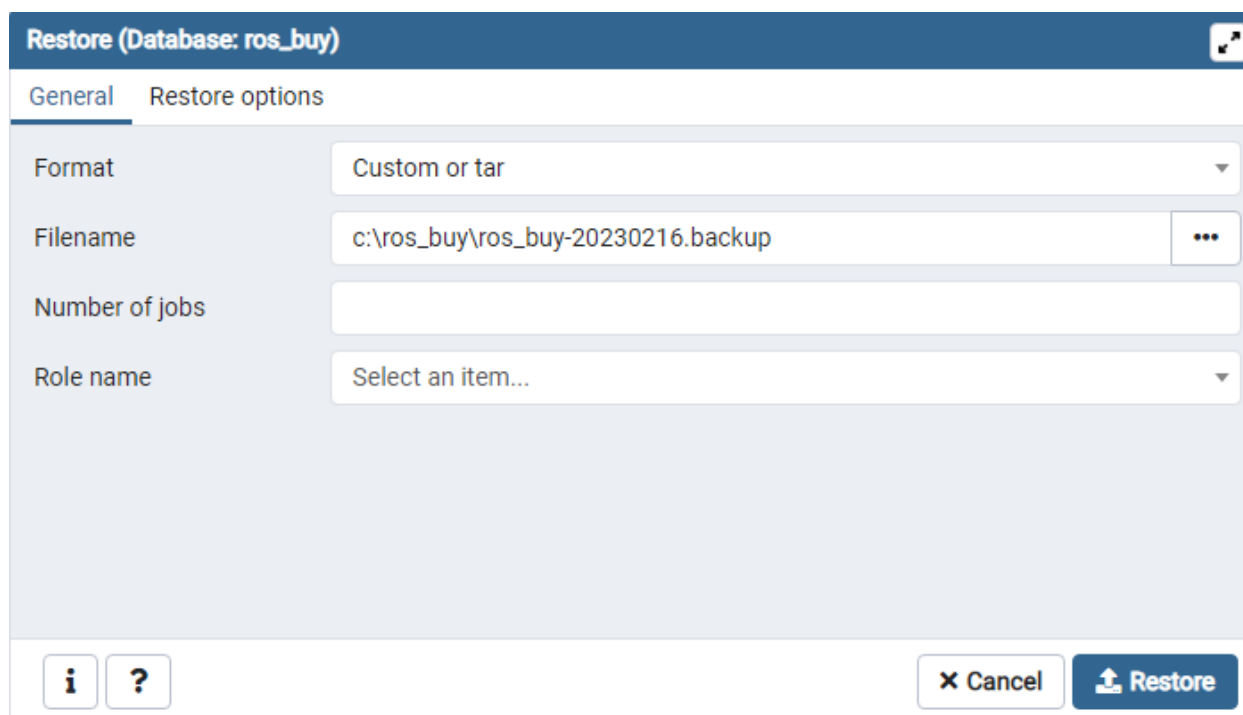 Restore (Database: ros_buy)
General Restore options
Format Custom or tar
Filename c:\ros_buy\ros_buy-20230216.backup •••
Number of jobs
Role name Select an item...
i ? × Cancel Restore